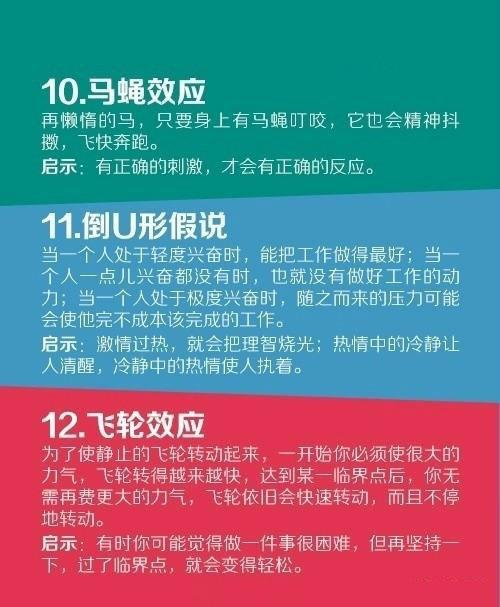 10.马蝇效应
再懒惰的马，只要身上有马蝇叮咬，它也会精神抖
擞，飞快奔跑。
启示：有正确的刺激，才会有正确的反应。
11.倒U形假说
当一个人处于轻度兴奋时，能把工作做得最好；当一
个人一点儿兴奋都没有时，也就没有做好工作的动
力；当一个人处于极度兴奋时，随之而来的压力可能
会使他完不成本该完成的工作。
启示：激情过热，就会把理智烧光；热情中的冷静让
人清醒，冷静中的热情使人执着。
12.飞轮效应
为了使静止的飞轮转动起来，一开始你必须使很大的
力气，飞轮转得越来越快，达到某一临界点后，你无
需再费更大的力气，飞轮依旧会快速转动，而且不停
地转动。
启示：有时你可能觉得做一件事很困难，但再坚持一
下，过了临界点，就会变得轻松。